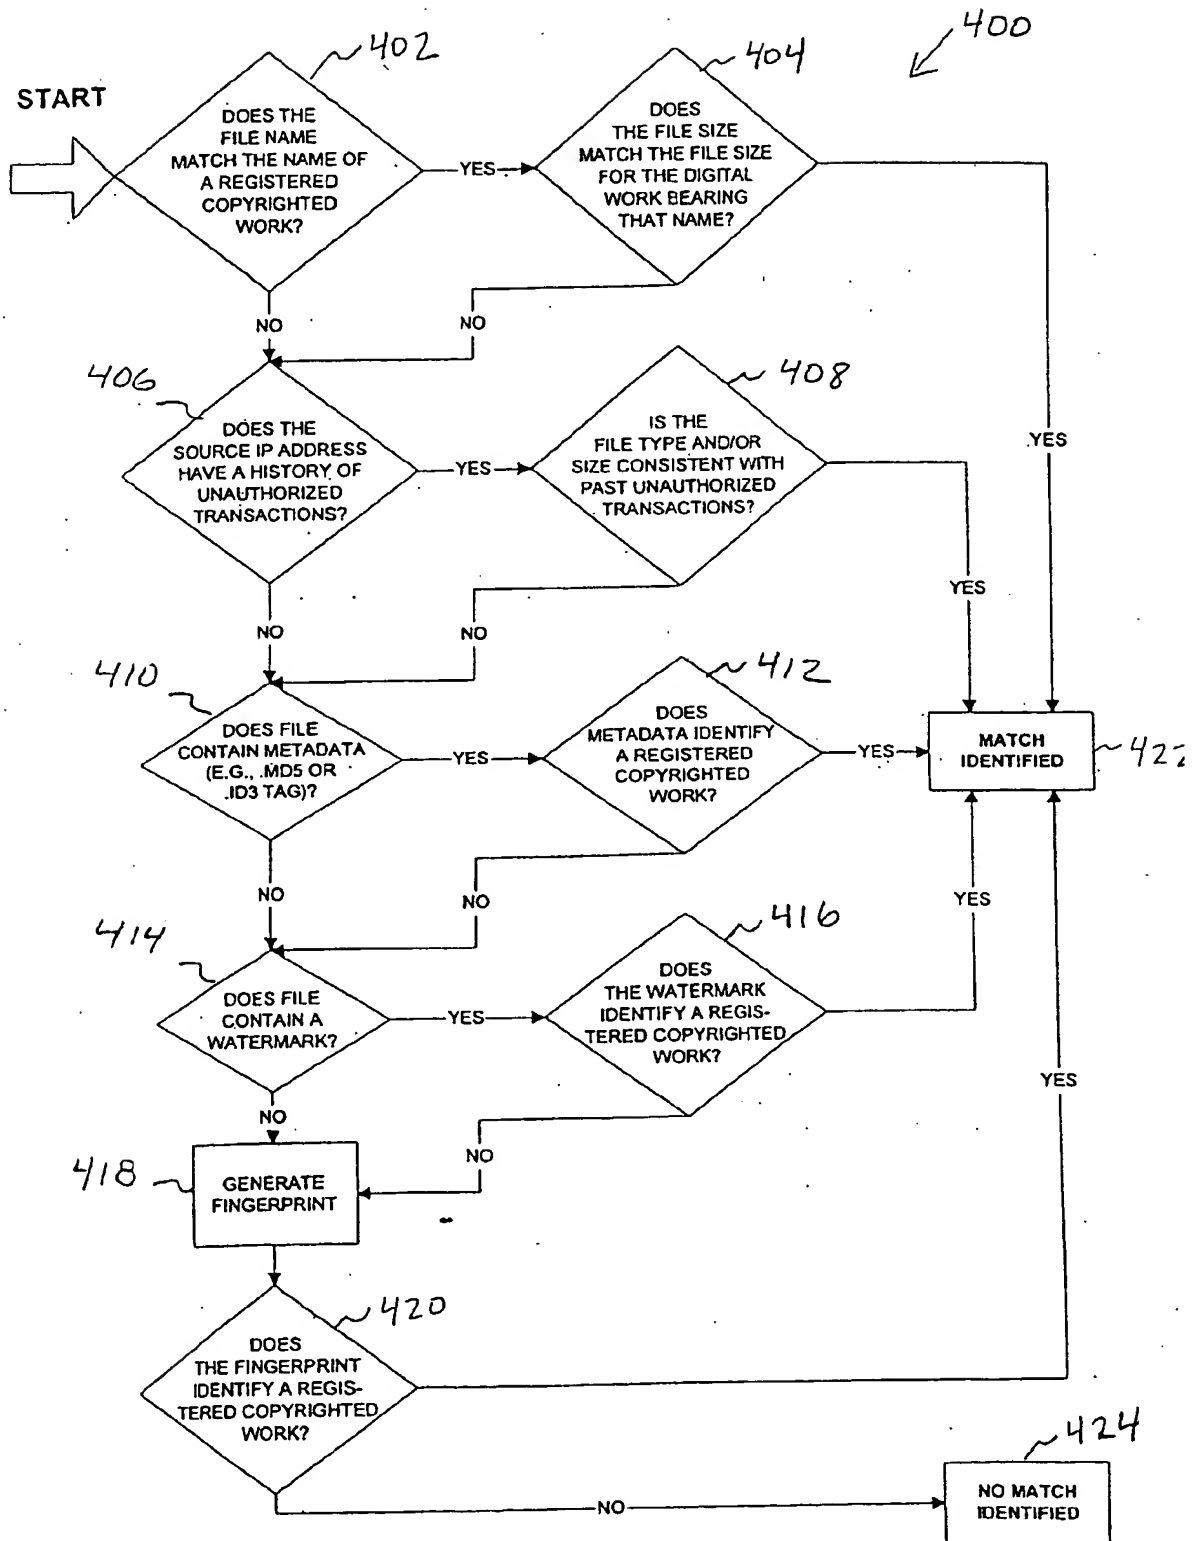 400
402
404
START
DOES THE
FILE NAME
MATCH THE NAME OF
A REGISTERED
COPYRIGHTED
WORK?
YES
DOES
THE FILE SIZE
MATCH THE FILE SIZE
FOR THE DIGITAL
WORK BEARING
THAT NAME?
NO
NO
YES
406
408
DOES THE
SOURCE IP ADDRESS
HAVE A HISTORY OF
UNAUTHORIZED
TRANSACTIONS?
YES
IS THE
FILE TYPE AND/OR
SIZE CONSISTENT WITH
PAST UNAUTHORIZED
TRANSACTIONS?
YES
NO
NO
410
412
DOES FILE
CONTAIN METADATA
(E.G., .MD5 OR
.ID3 TAG)?
YES
DOES
METADATA IDENTIFY
A REGISTERED
COPYRIGHTED
WORK?
YES
MATCH
IDENTIFIED
422
NO
NO
YES
414
416
DOES FILE
CONTAIN A
WATERMARK?
YES
DOES
THE WATERMARK
IDENTIFY A REGIS-
TERED COPYRIGHTED
WORK?
YES
NO
NO
418
GENERATE
FINGERPRINT
420
DOES
THE FINGERPRINT
IDENTIFY A REGIS-
TERED COPYRIGHTED
WORK?
424
NO
NO MATCH
IDENTIFIED